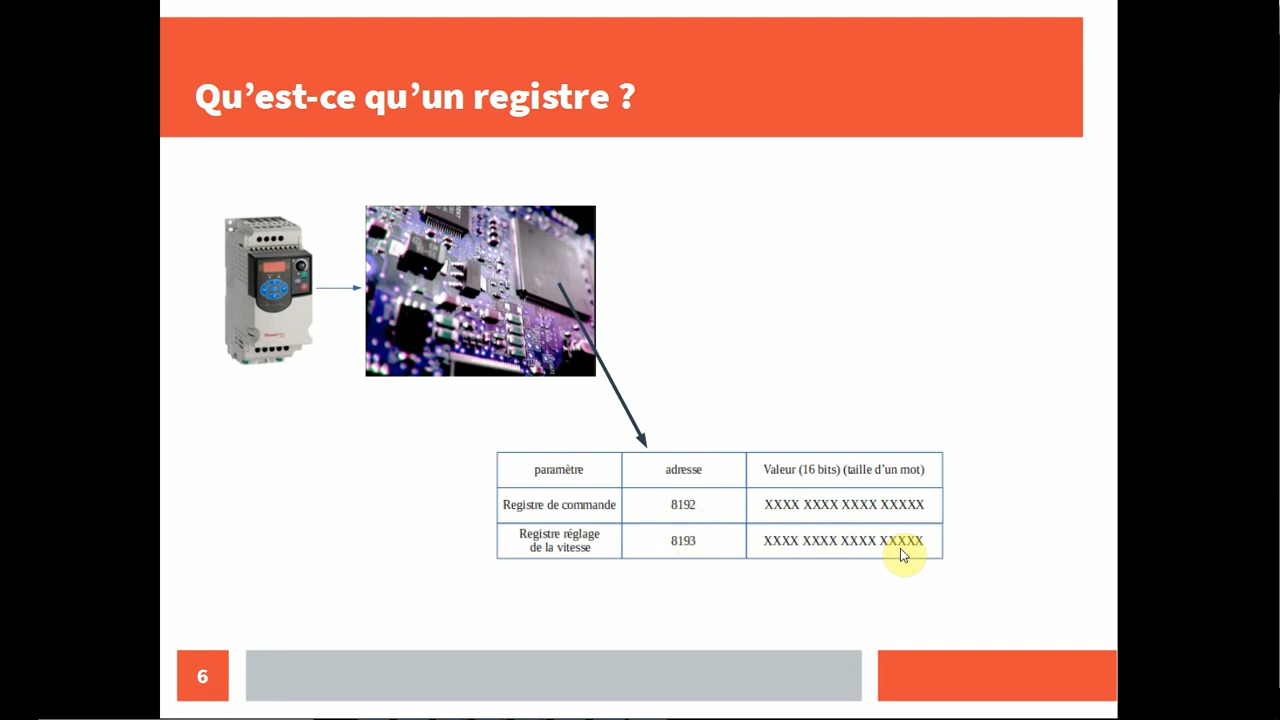 Qu’est-ce qu’un registre ?
paramètre adresse Valeur (16 bits) (taille d’un mot)
Registre de commande 8192 XXXX XXXX XXXX XXXXX
Registre réglage
de la vitesse 8193 XXXX XXXX XXXX XXXXX
6